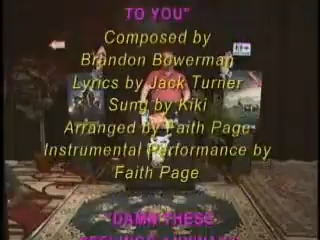 TO YOU"
Composed by
Brandon Bowerman
Lyrics by Jack Turner
Sung by Kiki
Arranged by Faith Page
Instrumental Performance by
Faith Page
"DAMN THESE